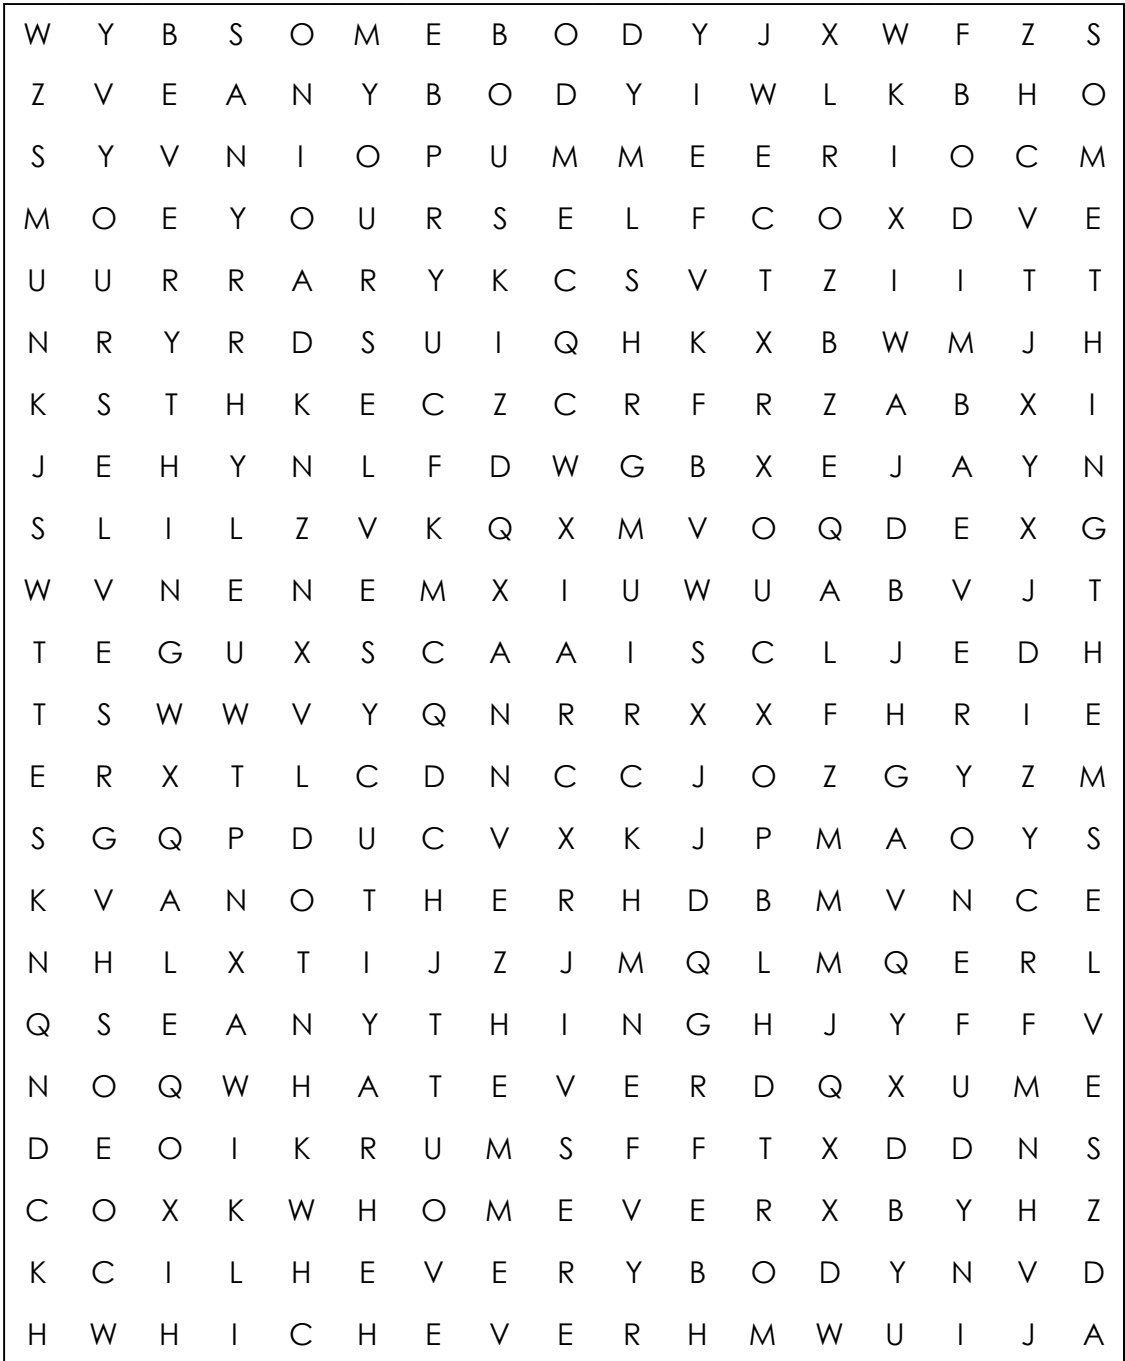 W Y B S O M E B O D Y J X W F Z S
Z V E A N Y B O D Y I W L K B H O
S Y V N I O P U M M E E R I O C M
M O E Y O U R S E L F C O X D V E
U U R R A R Y K C S V T Z I I T T
N R Y R D S U I Q H K X B W M J H
K S T H K E C Z C R F R Z A B X I
J E H Y N L F D W G B X E J A Y N
S L I L Z V K Q X M V O Q D E X G
W V N E N E M X I U W U A B V J T
T E G U X S C A A I S C L J E D H
T S W W V Y Q N R R X X F H R I E
E R X T L C D N C C J O Z G Y Z M
S G Q P D U C V X K J P M A O Y S
K V A N O T H E R H D B M V N C E
N H L X T I J Z J M Q L M Q E R L
Q S E A N Y T H I N G H J Y F F V
N O Q W H A T E V E R D Q X U M E
D E O I K R U M S F F T X D D N S
C O X K W H O M E V E R X B Y H Z
K C I L H E V E R Y B O D Y N V D
H W H I C H E V E R H M W U I J A